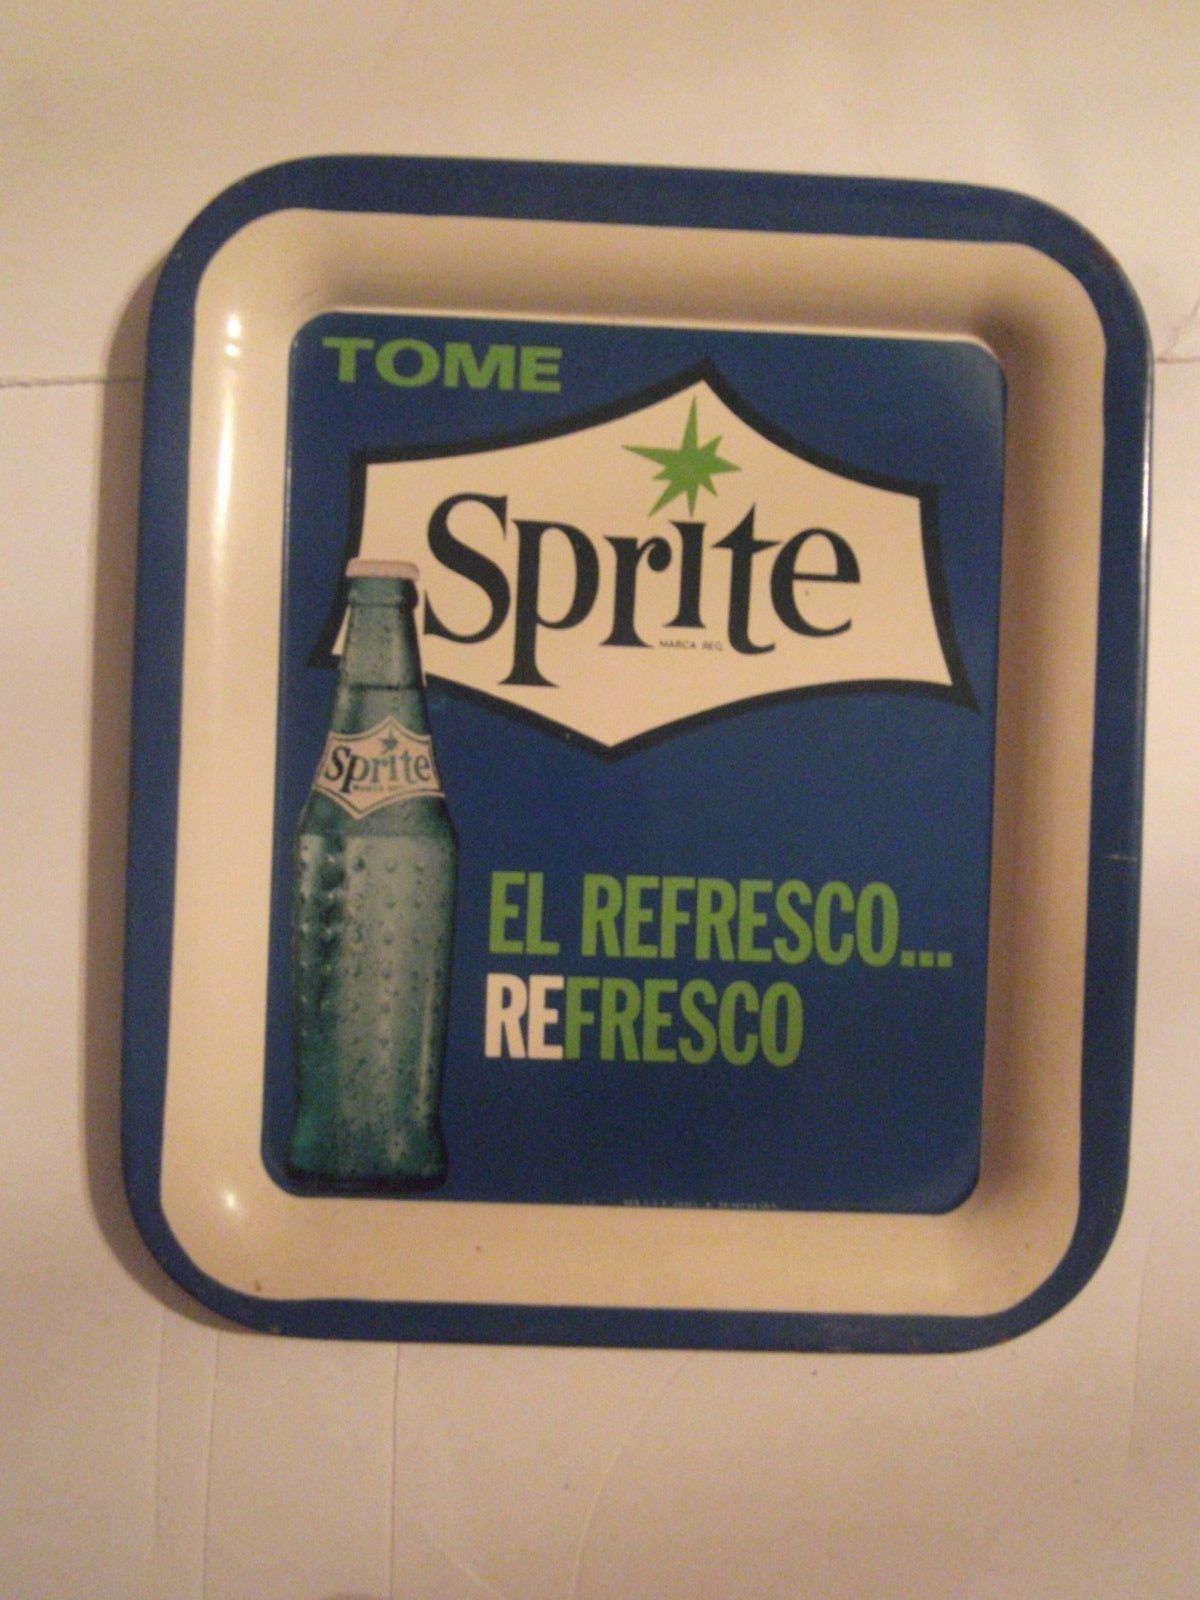 TOME
Sprite
MARCA REG.
Sprite
EL REFRESCO...
REFRESCO